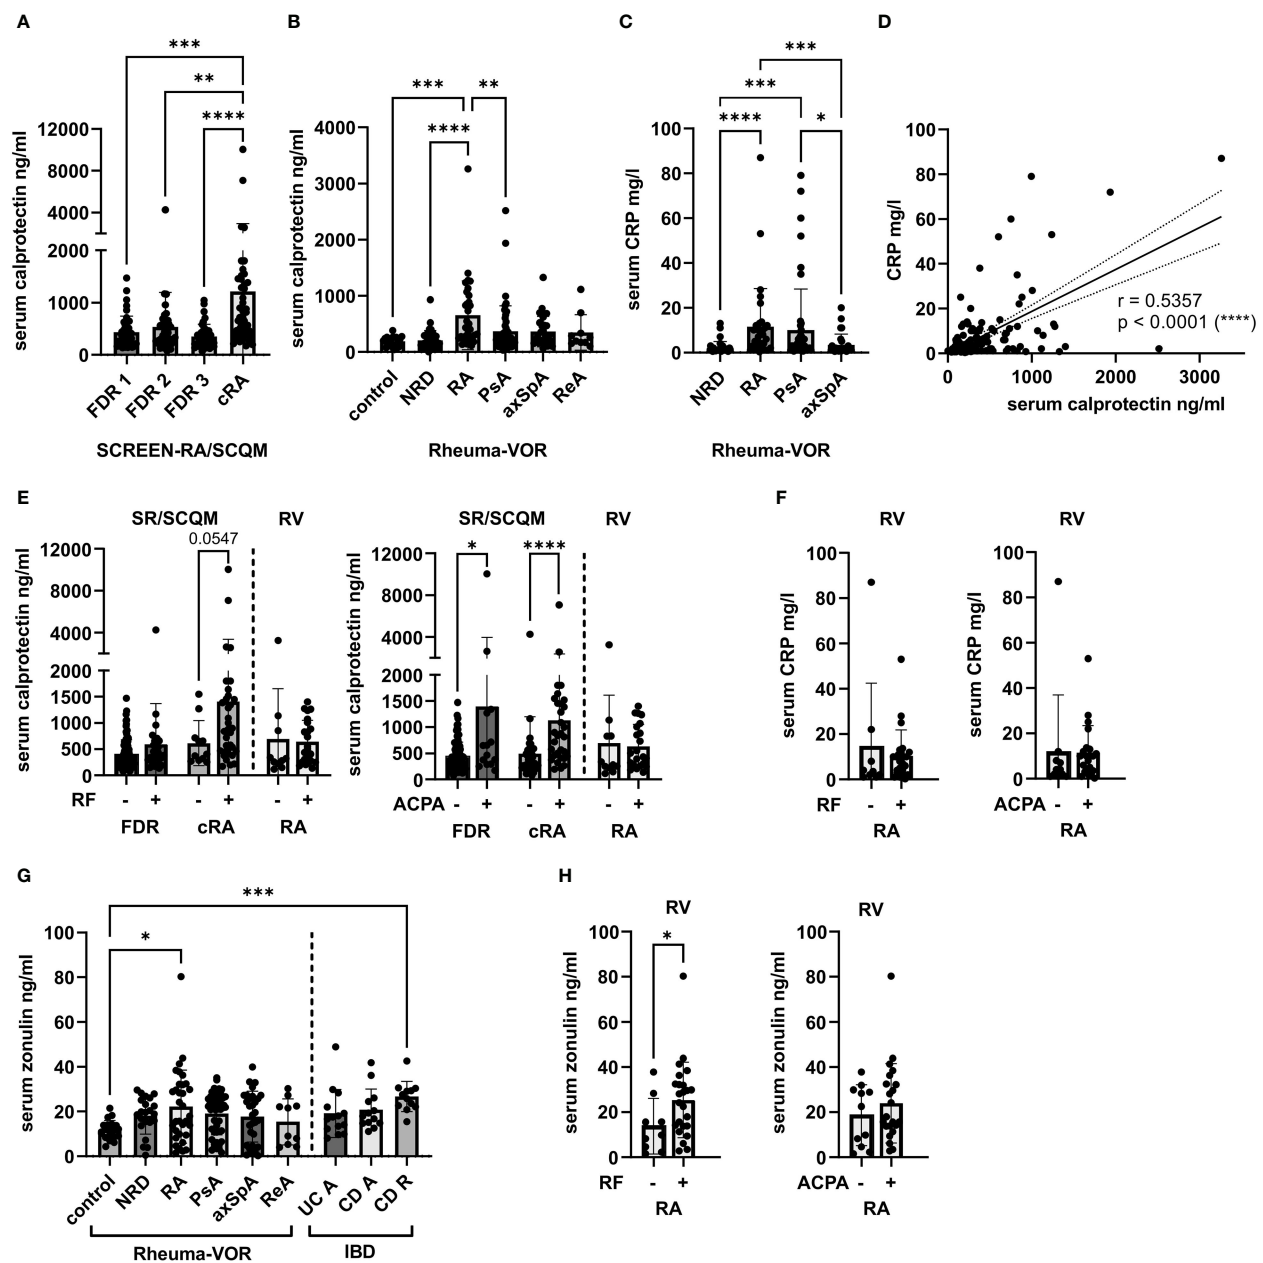 A
B
C
D
***
**
****
serum calprotectin ng/ml
12000
8000
4000
2000
1000
0
FDR 1
FDR 2
FDR 3
cRA
SCREEN-RA/SCQM
***
**
****
serum calprotectin ng/ml
4000
3000
2000
1000
0
control
NRD
RA
PsA
axSpA
ReA
Rheuma-VOR
***
***
****
*
serum CRP mg/l
100
80
60
40
20
0
NRD
RA
PsA
axSpA
Rheuma-VOR
CRP mg/l
100
80
60
40
20
0
r = 0.5357
p < 0.0001 (****)
0 1000 2000 3000
serum calprotectin ng/ml
E
F
SR/SCQM RV
0.0547
serum calprotectin ng/ml
12000
8000
4000
2000
1500
1000
500
0
RF - + - + - +
FDR cRA RA
SR/SCQM RV
* ****
serum calprotectin ng/ml
12000
8000
4000
2000
1500
1000
500
0
ACPA - + - + - +
FDR cRA RA
RV
serum CRP mg/l
100
80
60
40
20
0
RF - +
RA
RV
serum CRP mg/l
100
80
60
40
20
0
ACPA - +
RA
G
H
***
*
serum zonulin ng/ml
100
80
60
40
20
0
control
NRD
RA
PsA
axSpA
ReA
UC A
CD A
CD R
Rheuma-VOR
IBD
RV
*
serum zonulin ng/ml
100
80
60
40
20
0
RF - +
RA
RV
serum zonulin ng/ml
100
80
60
40
20
0
ACPA - +
RA